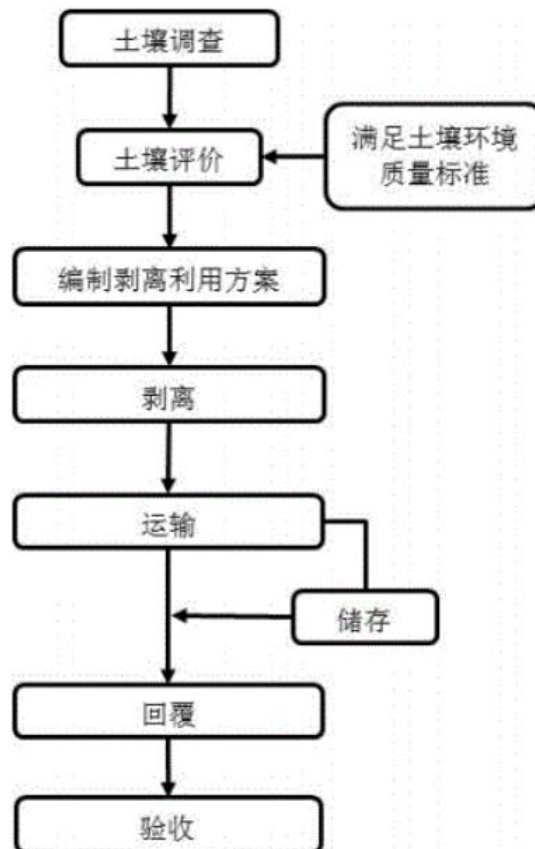 土壤调查
土壤评价
满足土壤环境
质量标准
编制剥离利用方案
剥离
运输
储存
回覆
验收